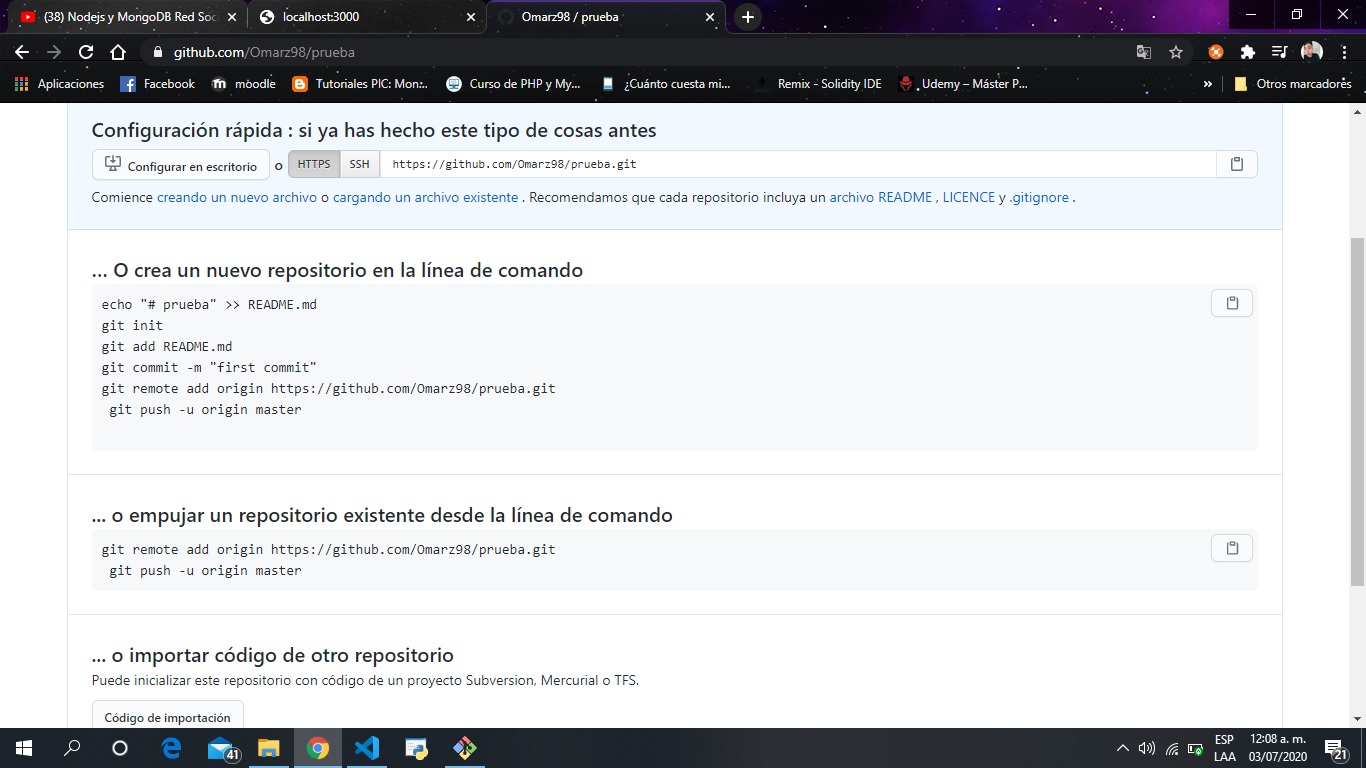 (38) Nodejs y MongoDB Red Soc
localhost:3000
Omarz98 / prueba
github.com/Omarz98/prueba
Aplicaciones
Facebook
moodle
Tutoriales PIC: Mon...
Curso de PHP y My...
¿Cuánto cuesta mi...
Remix - Solidity IDE
Udemy – Máster P...
»
Otros marcadores
Configuración rápida : si ya has hecho este tipo de cosas antes
Configurar en escritorio o HTTPS SSH https://github.com/Omarz98/prueba.git
Comience creando un nuevo archivo o cargando un archivo existente . Recomendamos que cada repositorio incluya un archivo README , LICENCE y .gitignore .
... O crea un nuevo repositorio en la línea de comando
echo "# prueba" >> README.md
git init
git add README.md
git commit -m "first commit"
git remote add origin https://github.com/Omarz98/prueba.git
git push -u origin master
... o empujar un repositorio existente desde la línea de comando
git remote add origin https://github.com/Omarz98/prueba.git
git push -u origin master
... o importar código de otro repositorio
Puede inicializar este repositorio con código de un proyecto Subversion, Mercurial o TFS.
Código de importación
41
ESP
LAA
12:08 a. m.
03/07/2020
21